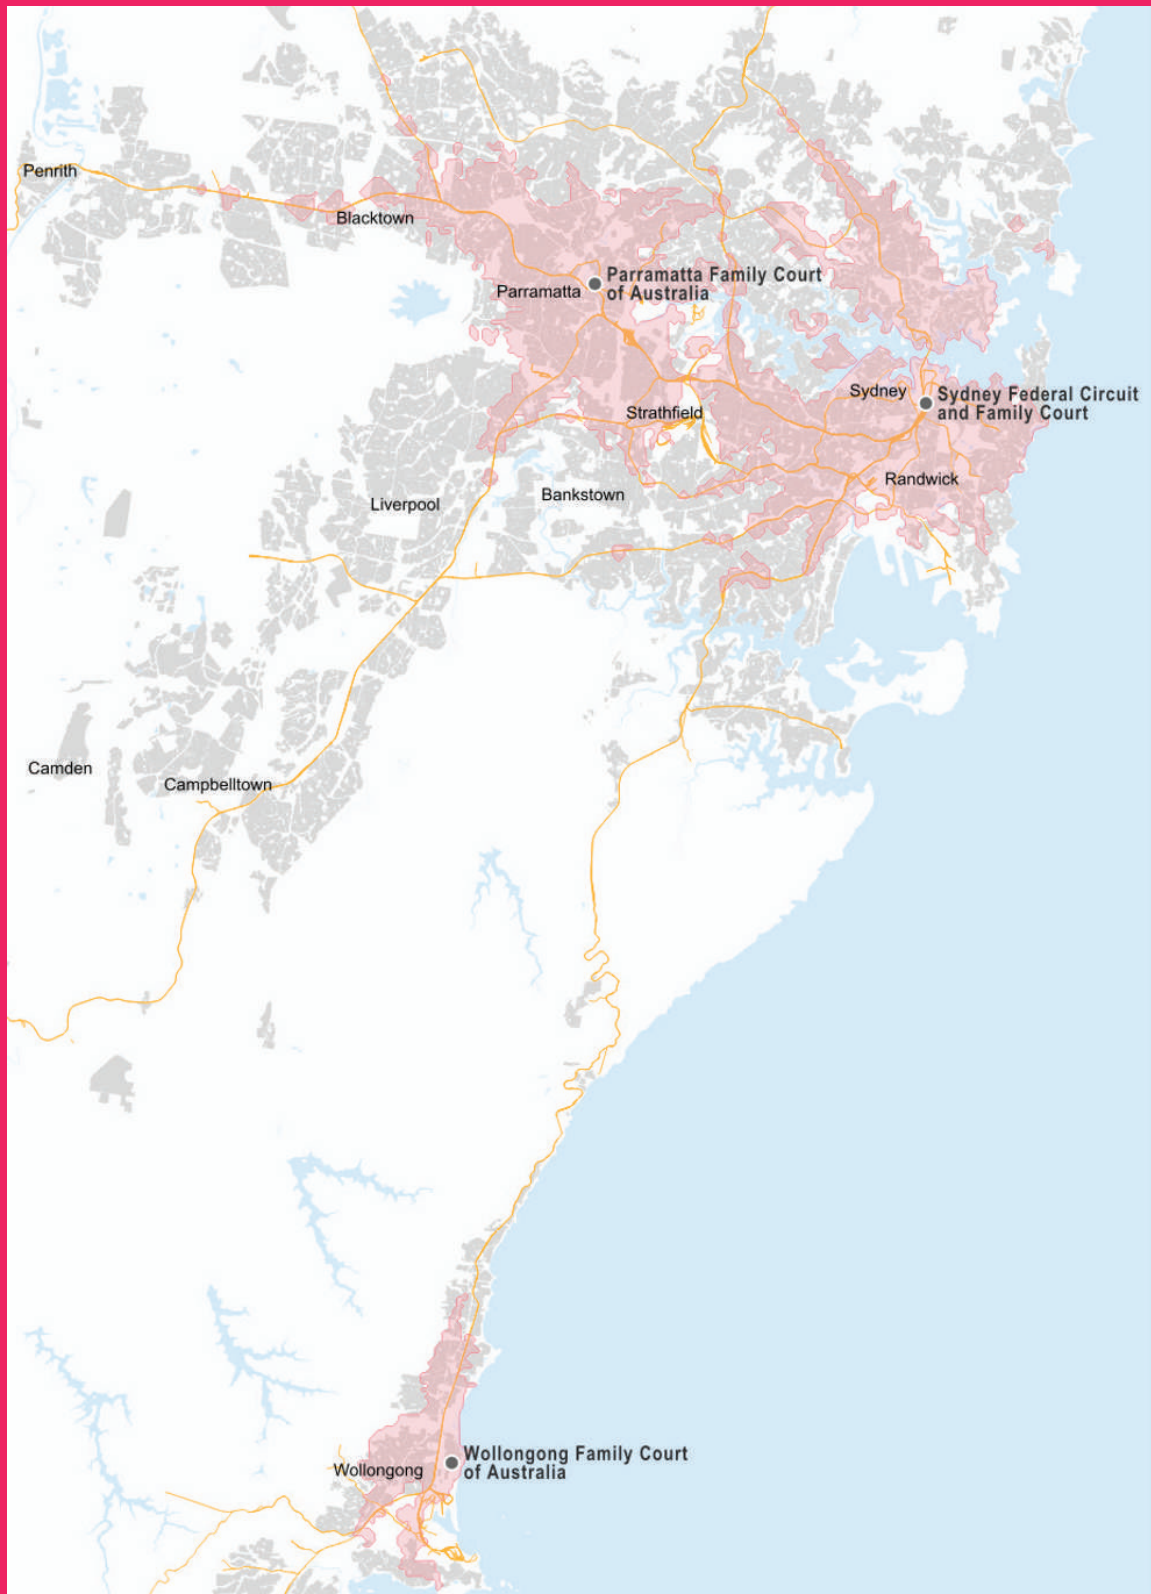 Penrith
Blacktown
Parramatta Family Court
of Australia
Parramatta
Sydney
Sydney Federal Circuit
and Family Court
Strathfield
Randwick
Bankstown
Liverpool
Camden
Campbelltown
Wollongong Family Court
of Australia
Wollongong